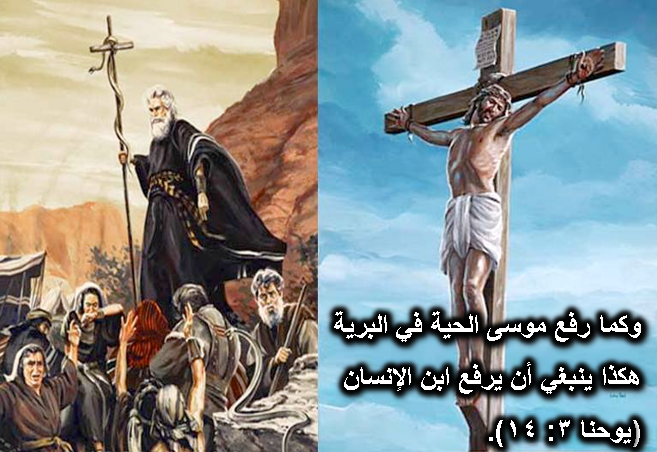 وكما رفع موسى الحية في البرية
هكذا ينبغي أن يرفع ابن الإنسان
(يوحنا ٣: ١٤).